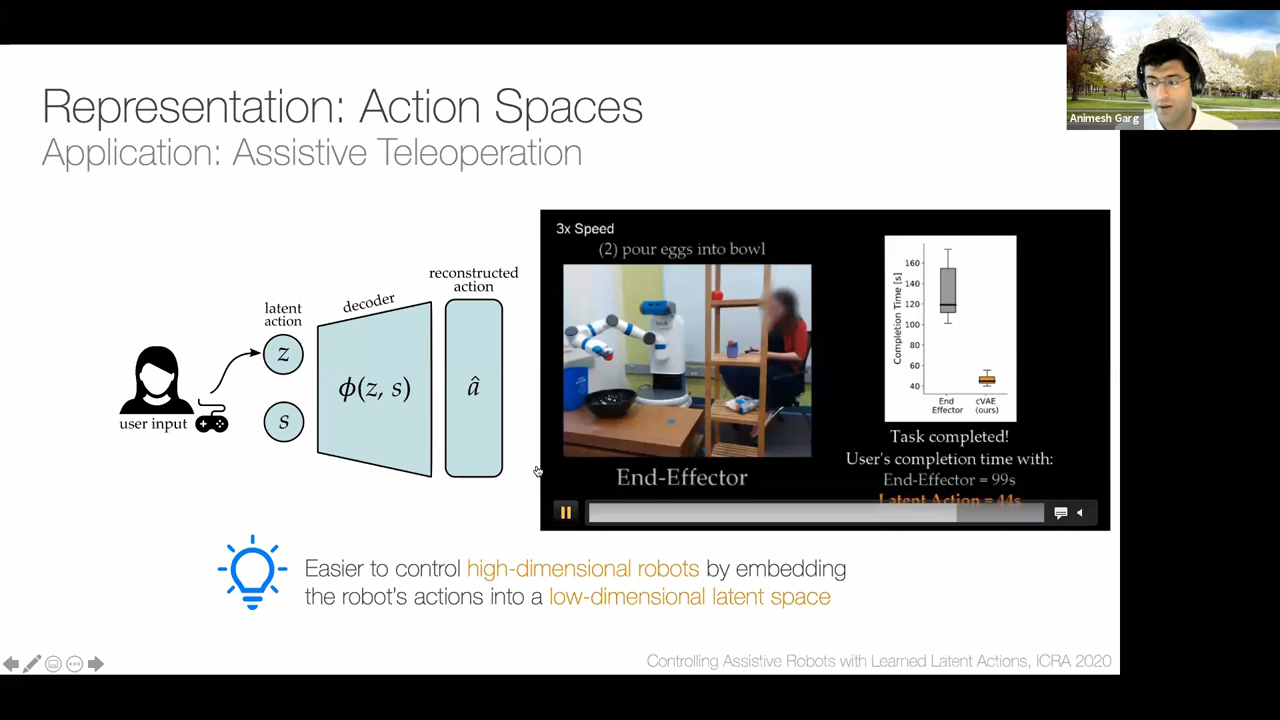 Representation: Action Spaces
Application: Assistive Teleoperation
Animesh Garg
user input
latent
action
z
s
decoder
ϕ(z, s)
reconstructed
action
â
3x Speed
(2) pour eggs into bowl
End-Effector
Completion Time [s]
160
140
120
100
80
60
40
End
Effector
cVAE
(ours)
Task completed!
User's completion time with:
End-Effector = 99s
Latent Action = 44s
Easier to control high-dimensional robots by embedding
the robot's actions into a low-dimensional latent space
Controlling Assistive Robots with Learned Latent Actions, ICRA 2020